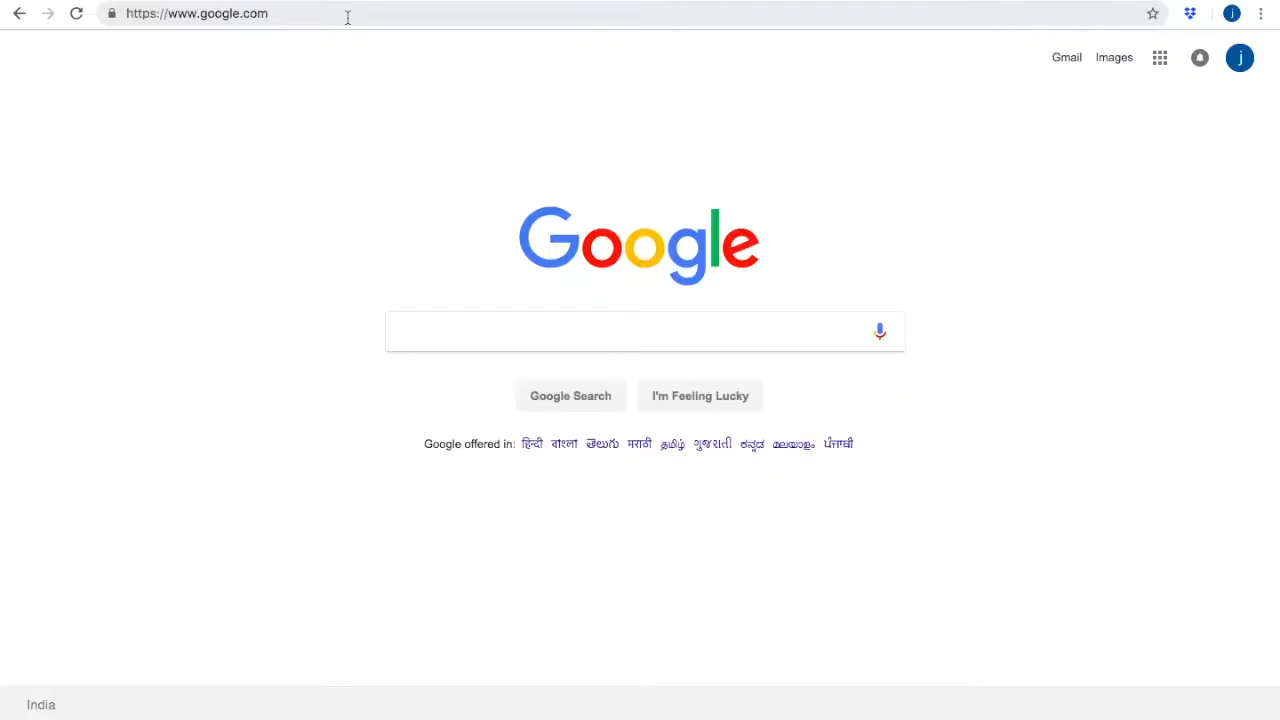 https://www.google.com
j
Gmail Images
j
Google
Google Search I'm Feeling Lucky
Google offered in: हिन्दी বাংলা తెలుగు मराठी தமிழ் ગુજરાતી ಕನ್ನಡ മലയാളം ਪੰਜਾਬੀ
India